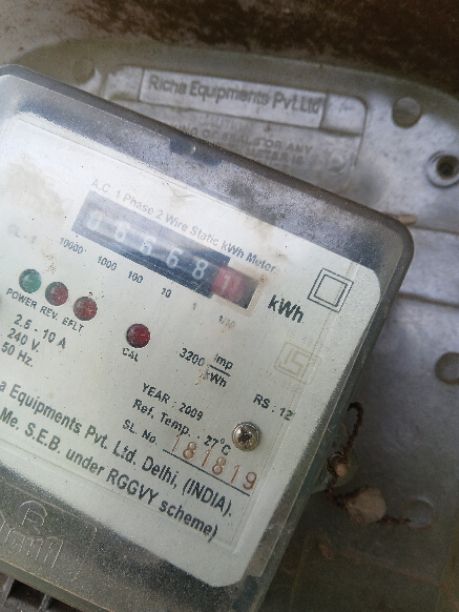 Richa Equipments Pvt. Ltd
OR ANY
A.C. 1 Phase 2 Wire Static kWh Meter
10000 1000 100 10 1 1/10
kWh
POWER REV. EFLT
CAL
2.5 - 10 A
240 V.
50 Hz.
3200 imp/kWh
YEAR : 2009
RS : 12
Ref. Temp. : 27°C
SL. No. 181819
a Equipments Pvt. Ltd. Delhi, (INDIA).
Me. S.E.B. under RGGVY scheme)